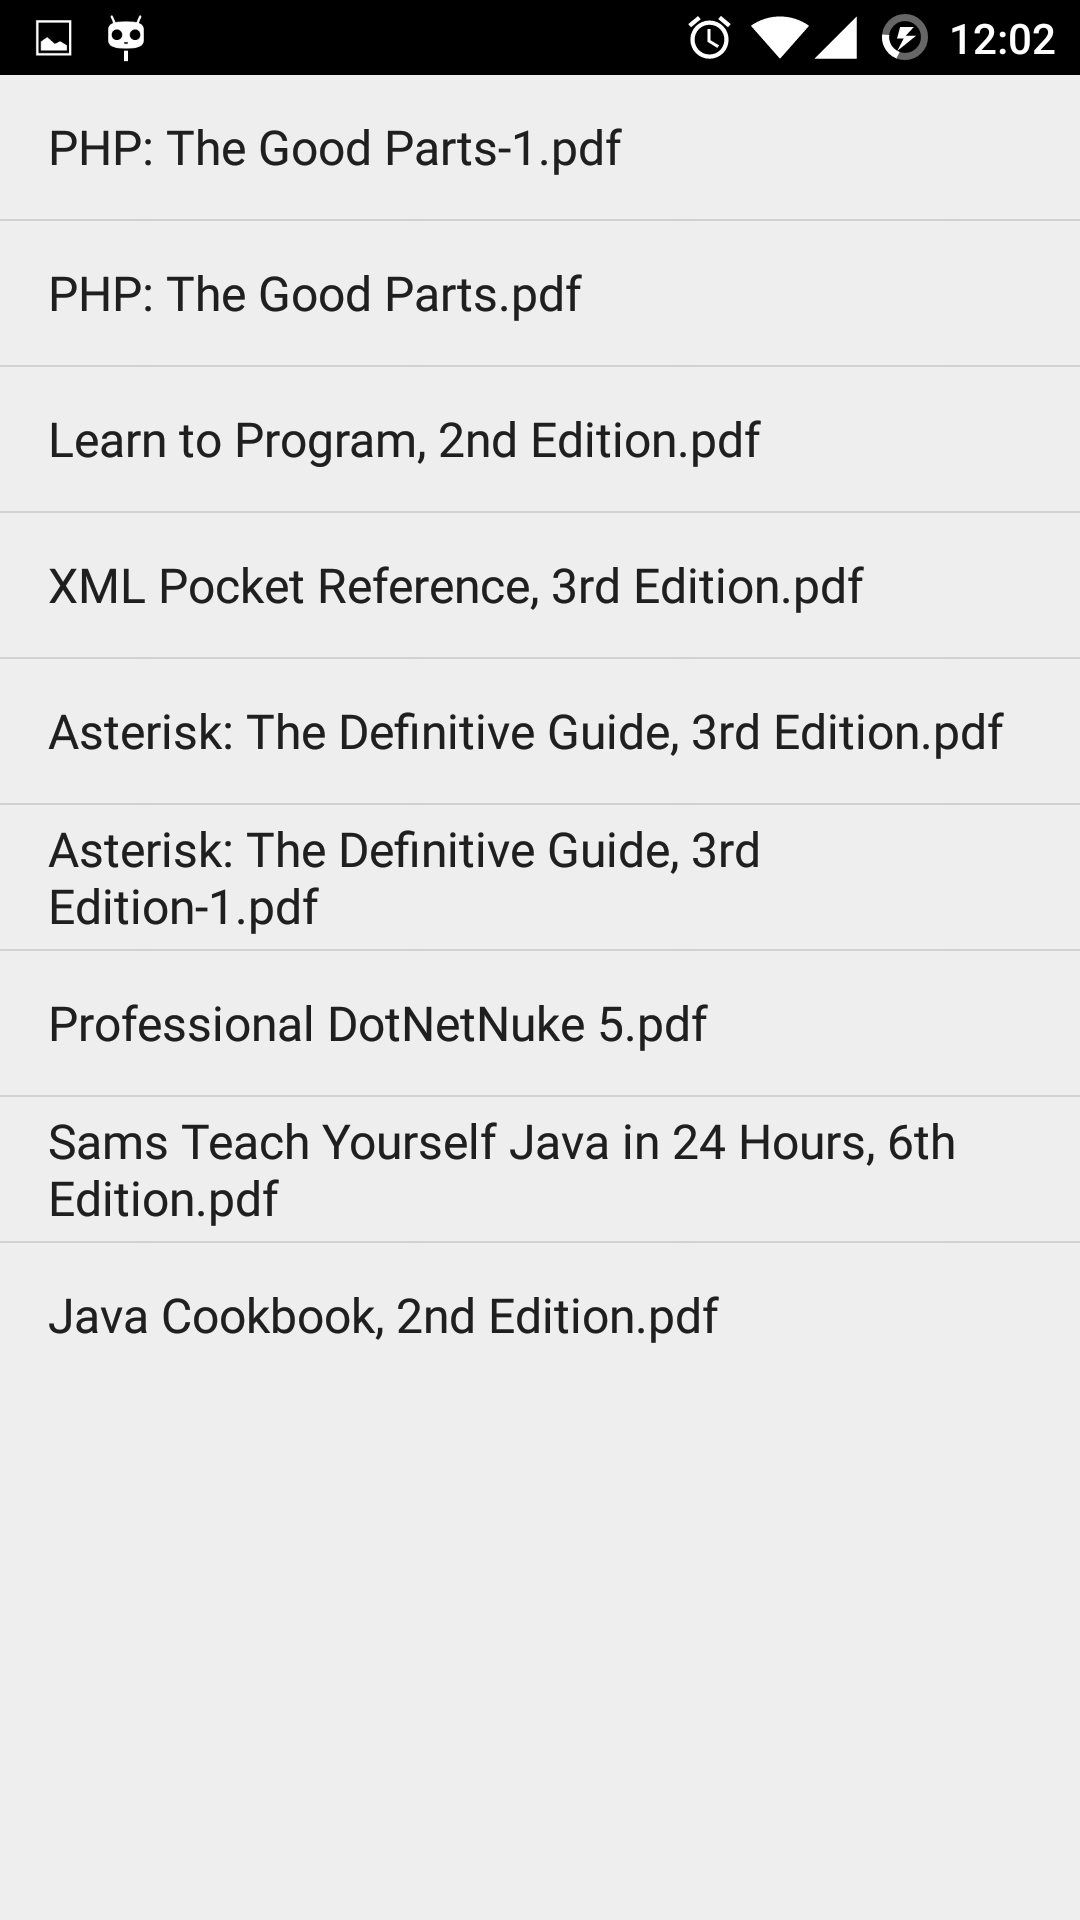 12:02
PHP: The Good Parts-1.pdf
PHP: The Good Parts.pdf
Learn to Program, 2nd Edition.pdf
XML Pocket Reference, 3rd Edition.pdf
Asterisk: The Definitive Guide, 3rd Edition.pdf
Asterisk: The Definitive Guide, 3rd
Edition-1.pdf
Professional DotNetNuke 5.pdf
Sams Teach Yourself Java in 24 Hours, 6th
Edition.pdf
Java Cookbook, 2nd Edition.pdf